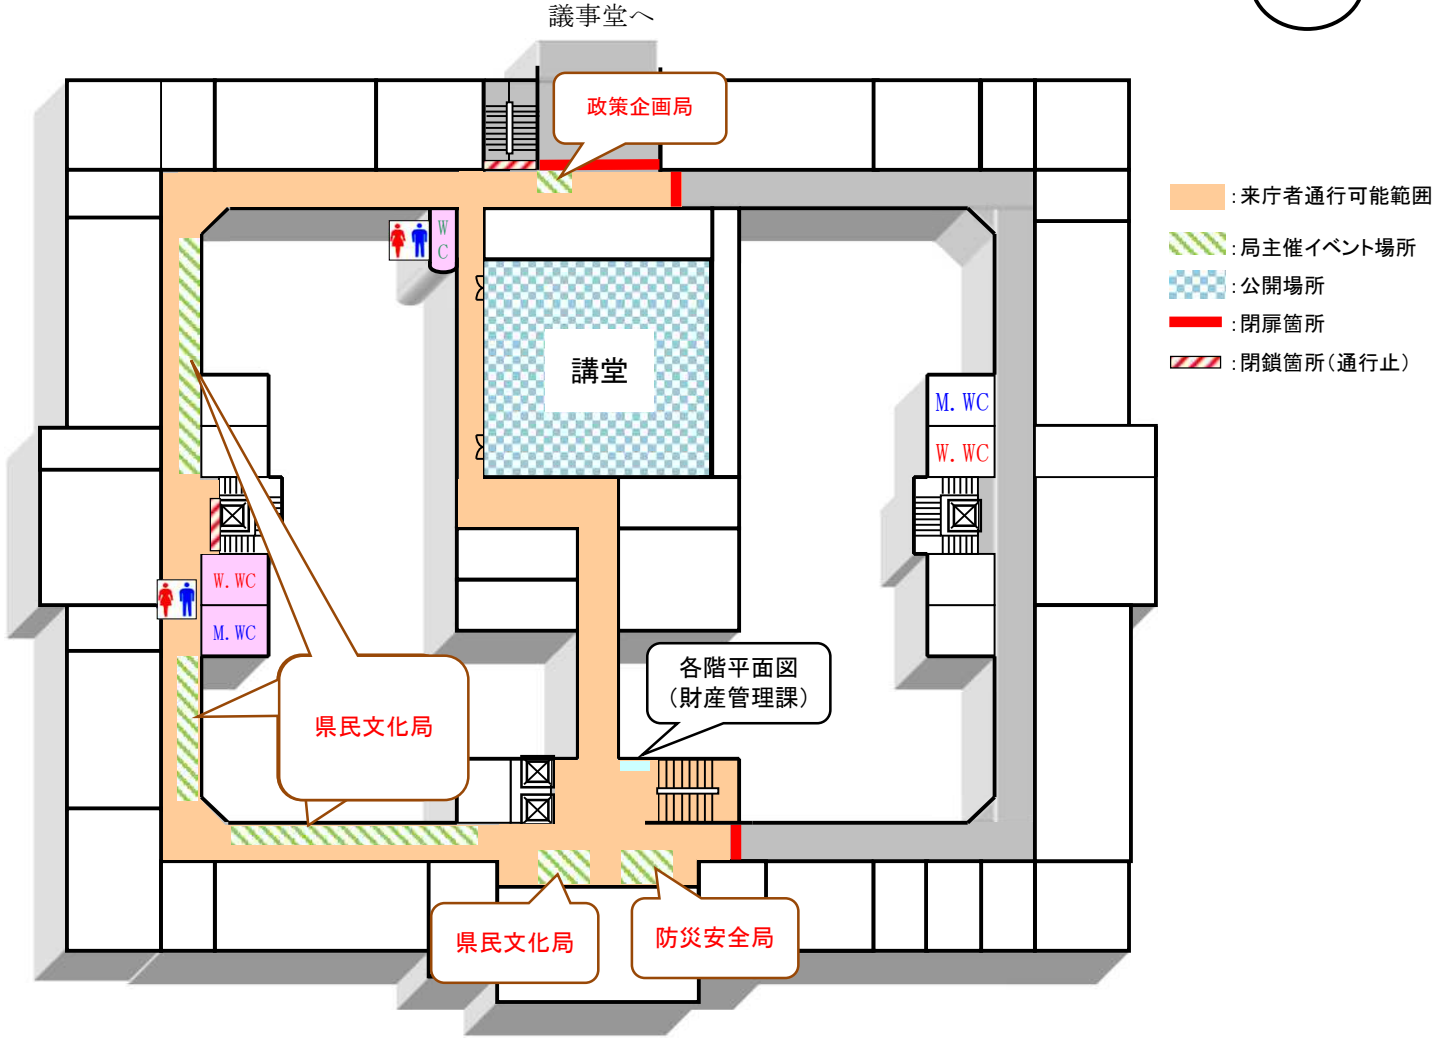 議事堂へ
政策企画局
W
C
講堂
M. WC
W. WC
W. WC
M. WC
県民文化局
各階平面図
（財産管理課）
県民文化局
防災安全局
：来庁者通行可能範囲
：局主催イベント場所
：公開場所
：閉扉箇所
：閉鎖箇所（通行止）